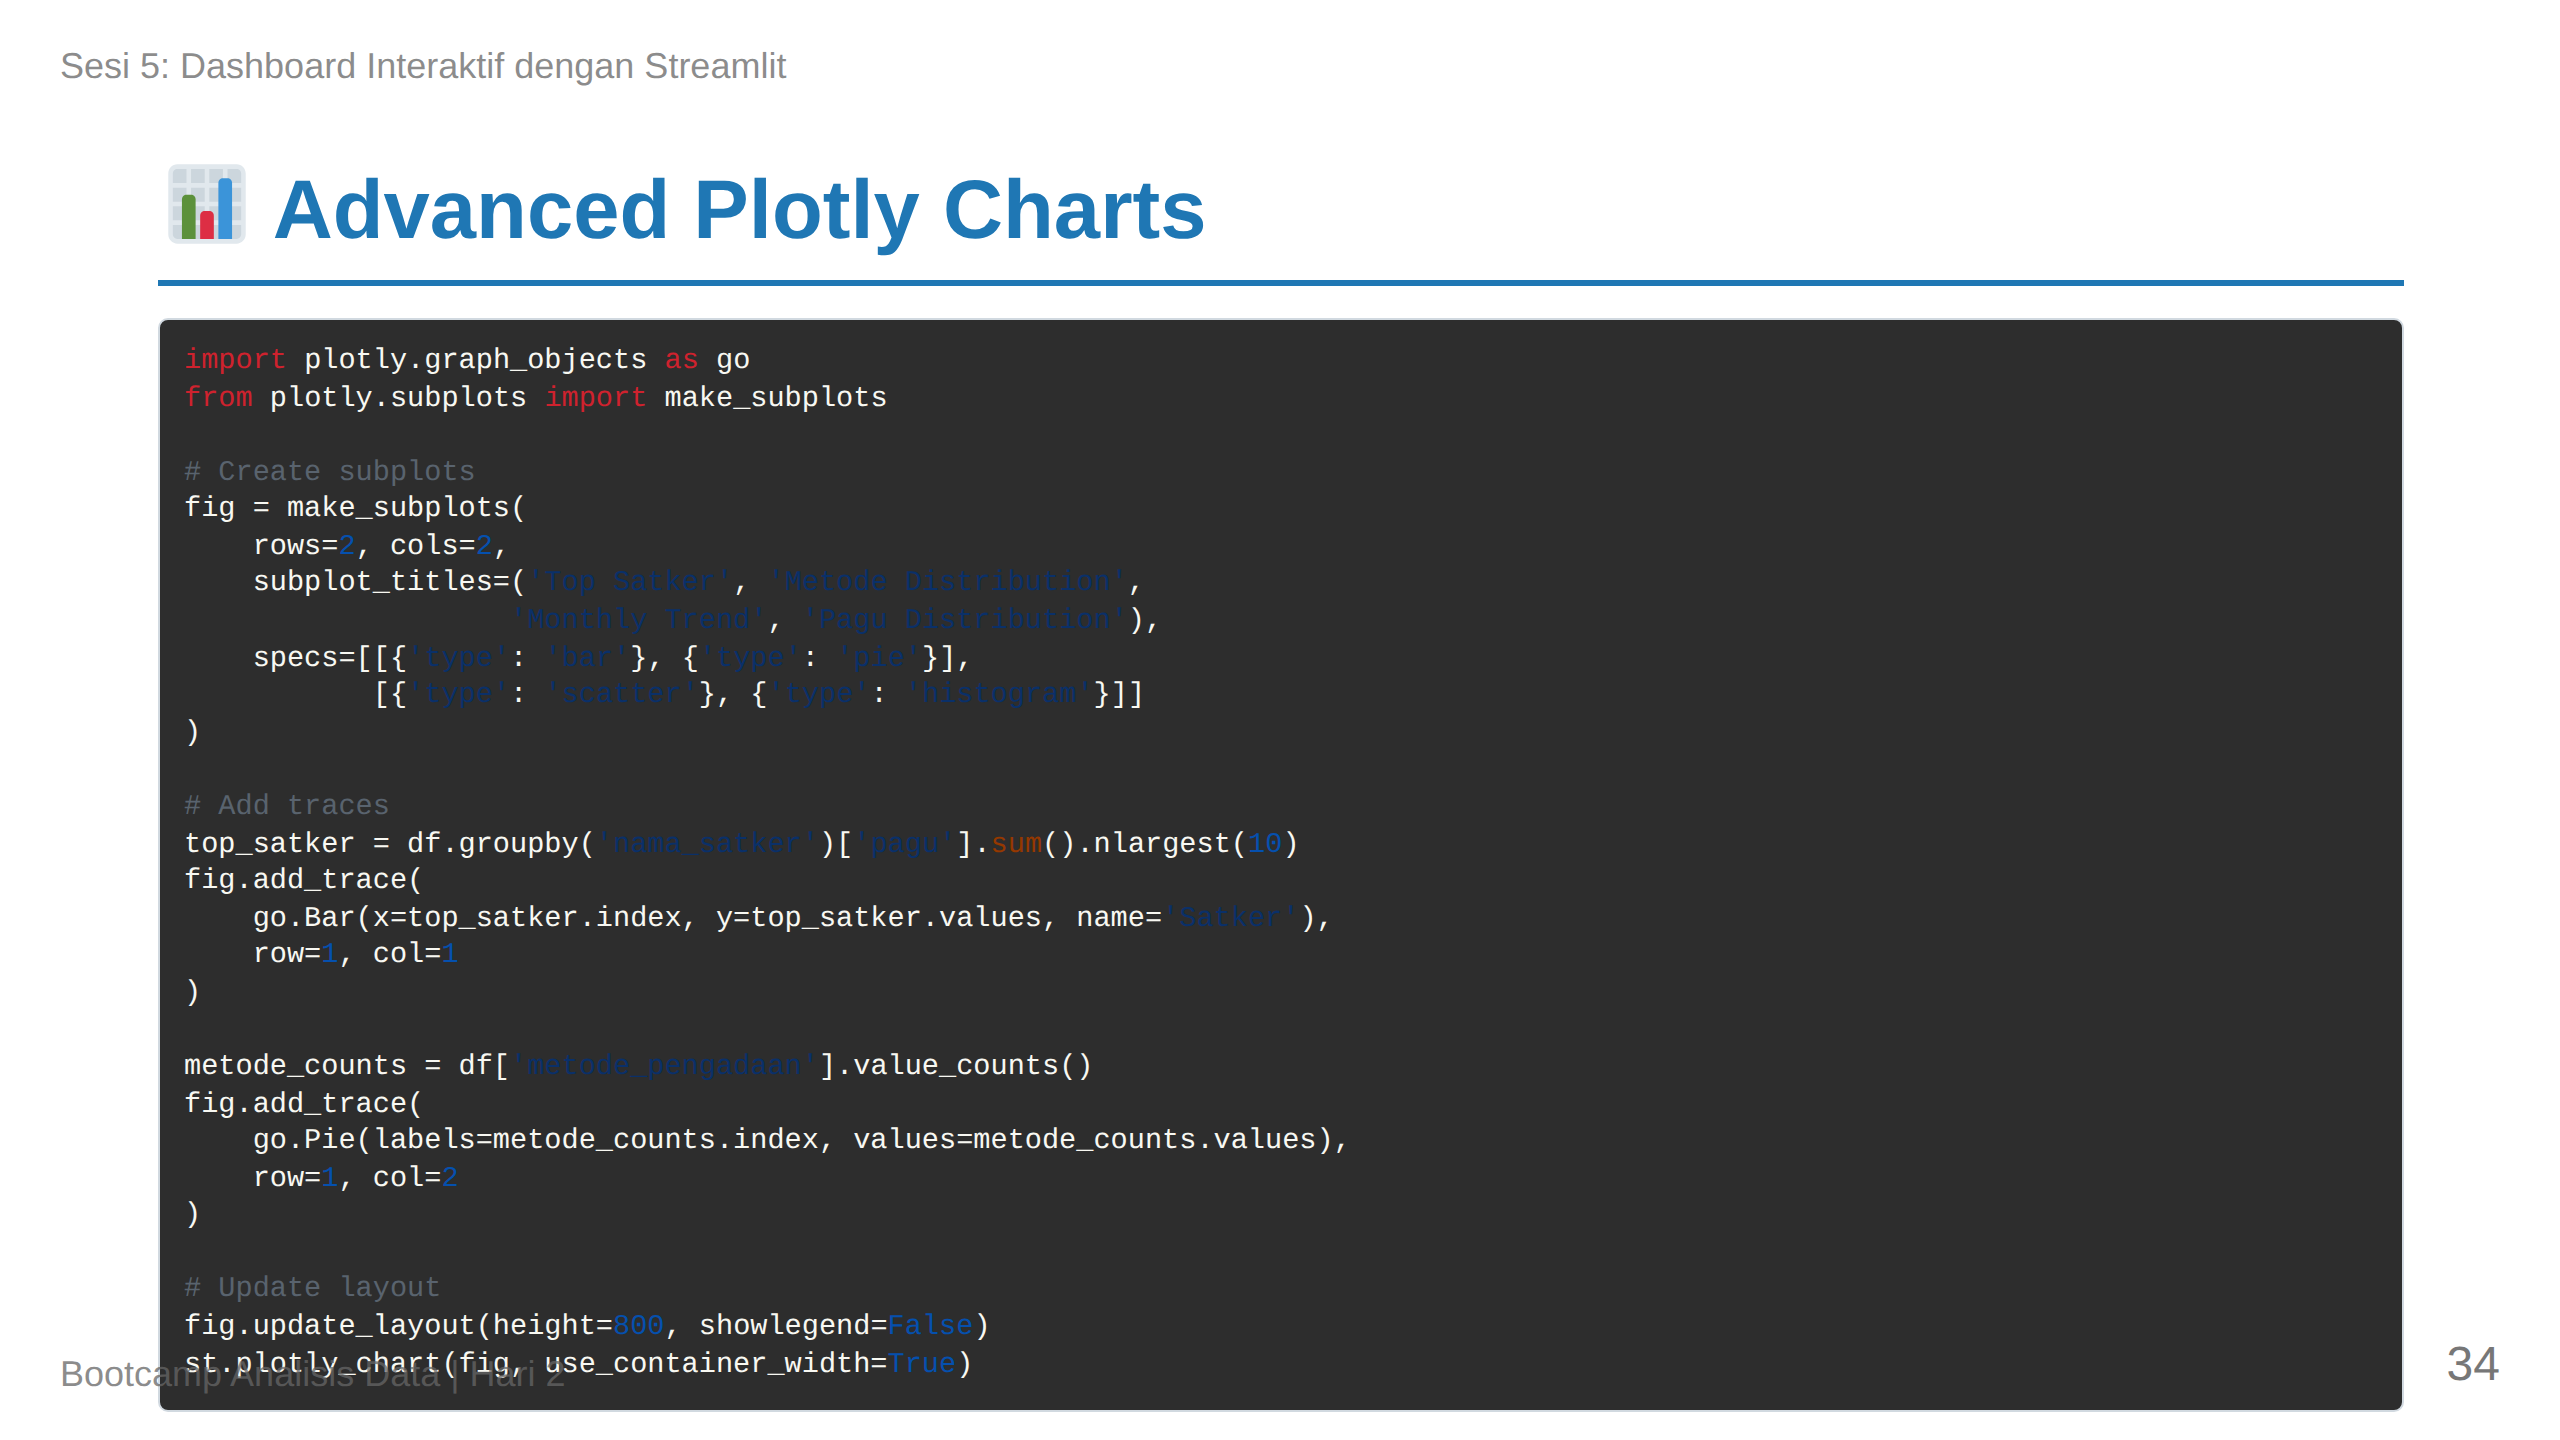 Sesi 5: Dashboard Interaktif dengan Streamlit
Advanced Plotly Charts
import plotly.graph_objects as go
from plotly.subplots import make_subplots
# Create subplots
fig = make_subplots(
    rows=2, cols=2,
    subplot_titles=('Top Satker', 'Metode Distribution',
                   'Monthly Trend', 'Pagu Distribution'),
    specs=[[{'type': 'bar'}, {'type': 'pie'}],
           [{'type': 'scatter'}, {'type': 'histogram'}]]
)
# Add traces
top_satker = df.groupby('nama_satker')['pagu'].sum().nlargest(10)
fig.add_trace(
    go.Bar(x=top_satker.index, y=top_satker.values, name='Satker'),
    row=1, col=1
)
metode_counts = df['metode_pengadaan'].value_counts()
fig.add_trace(
    go.Pie(labels=metode_counts.index, values=metode_counts.values),
    row=1, col=2
)
# Update layout
fig.update_layout(height=800, showlegend=False)
st.plotly_chart(fig, use_container_width=True)
Bootcamp Analisis Data | Hari 2
34